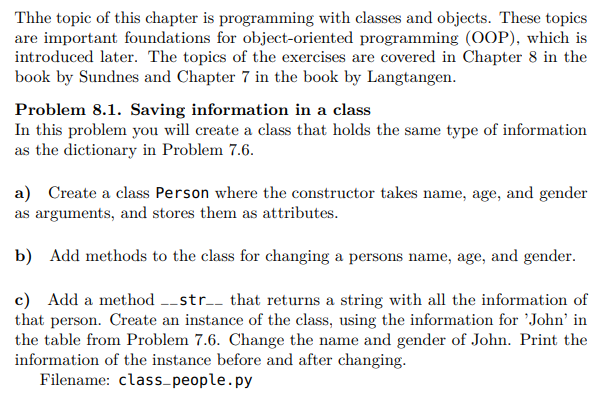 Thhe topic of this chapter is programming with classes and objects. These topics
are important foundations for object-oriented programming (OOP), which is
introduced later. The topics of the exercises are covered in Chapter 8 in the
book by Sundnes and Chapter 7 in the book by Langtangen.
Problem 8.1. Saving information in a class
In this problem you will create a class that holds the same type of information
as the dictionary in Problem 7.6.
a) Create a class Person where the constructor takes name, age, and gender
as arguments, and stores them as attributes.
b) Add methods to the class for changing a persons name, age, and gender.
c) Add a method __str__ that returns a string with all the information of
that person. Create an instance of the class, using the information for ’John’ in
the table from Problem 7.6. Change the name and gender of John. Print the
information of the instance before and after changing.
Filename: class_people.py